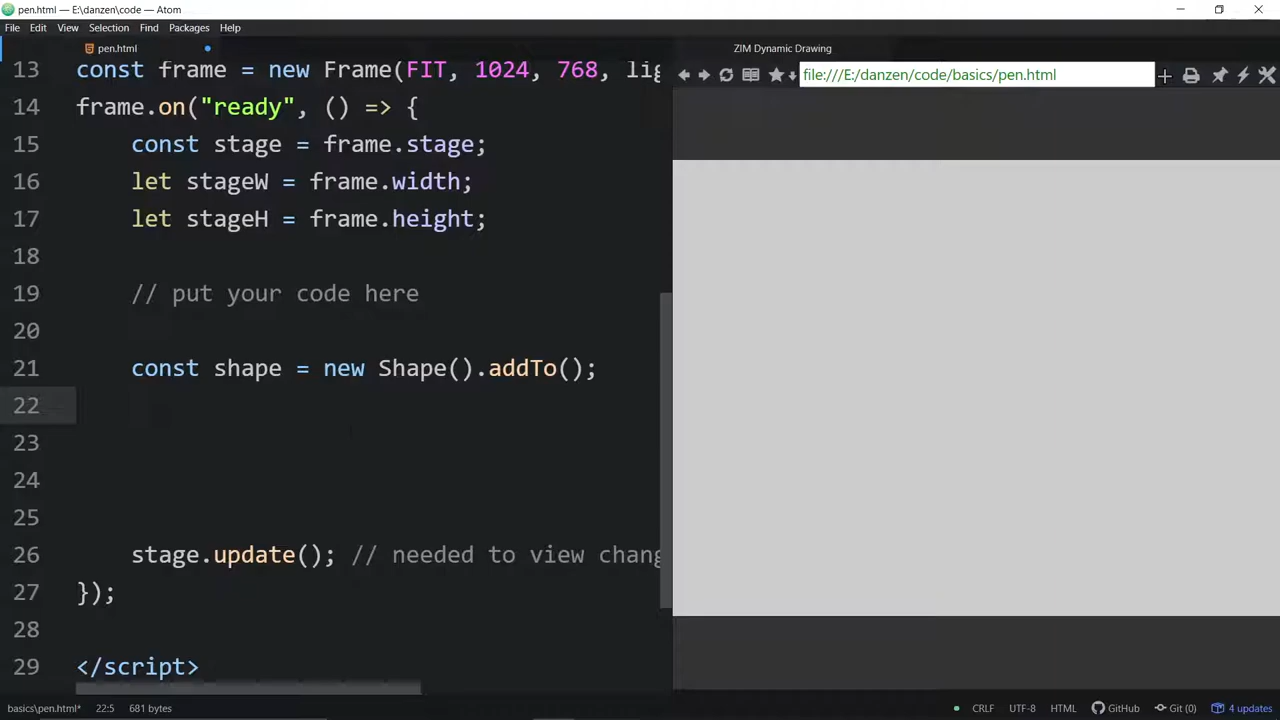 pen.html — E:\danzen\code — Atom
File Edit View Selection Find Packages Help
pen.html
ZIM Dynamic Drawing
file:///E:/danzen/code/basics/pen.html
13 const frame = new Frame(FIT, 1024, 768, lig
14 frame.on("ready", () => {
15 const stage = frame.stage;
16 let stageW = frame.width;
17 let stageH = frame.height;
18
19 // put your code here
20
21 const shape = new Shape().addTo();
22
23
24
25
26 stage.update(); // needed to view chang
27 });
28
29 </script>
basics\pen.html* 22:5 681 bytes CRLF UTF-8 HTML GitHub Git (0) 4 updates